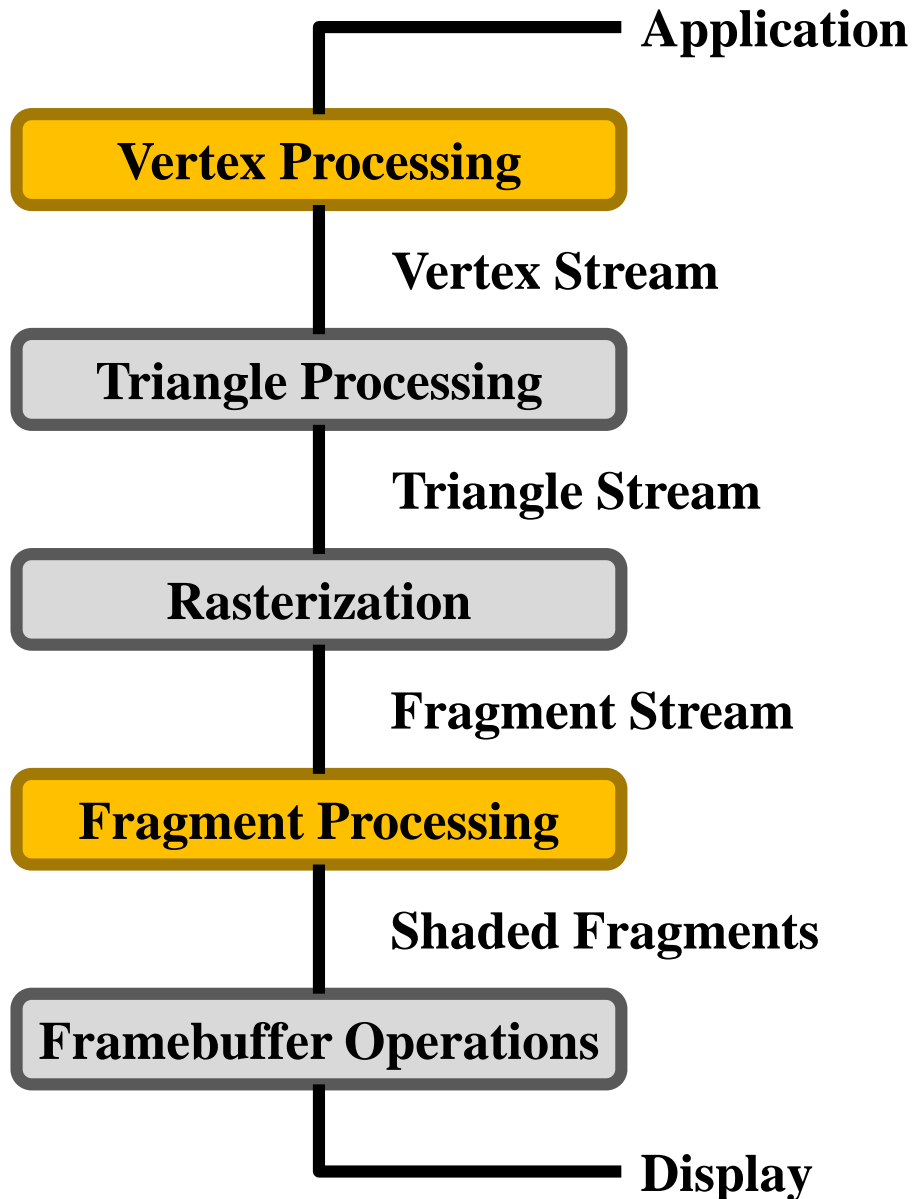 Application
Vertex Processing
Vertex Stream
Triangle Processing
Triangle Stream
Rasterization
Fragment Stream
Fragment Processing
Shaded Fragments
Framebuffer Operations
Display